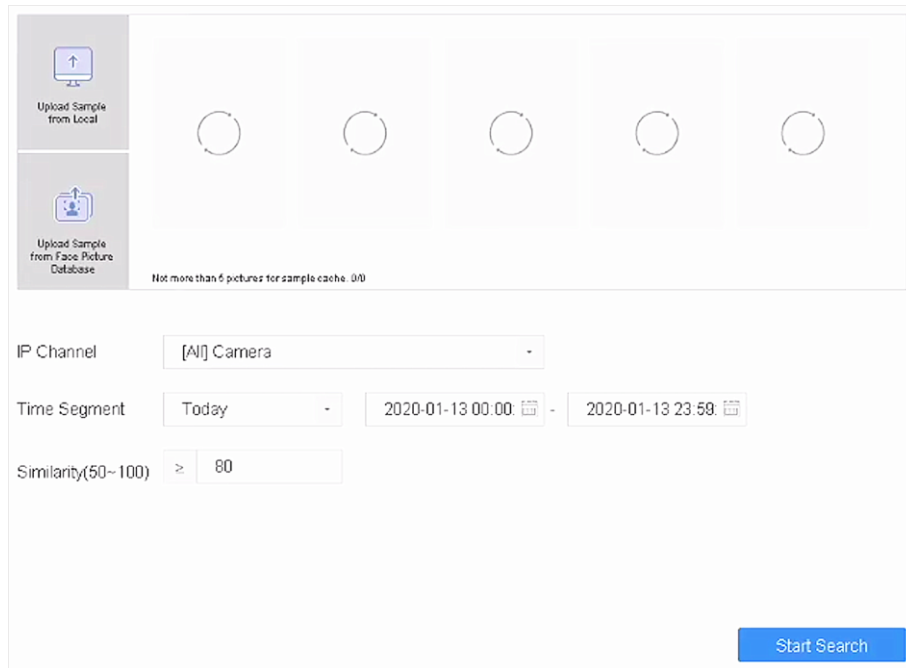 Upload Sample
from Local
Upload Sample
from Face Picture
Database
Not more than 5 pictures for sample cache. 0/0
IP Channel
[All] Camera
Time Segment
Today
2020-01-13 00:00:
-
2020-01-13 23:59:
Similarity(50~100)
≥
80
Start Search